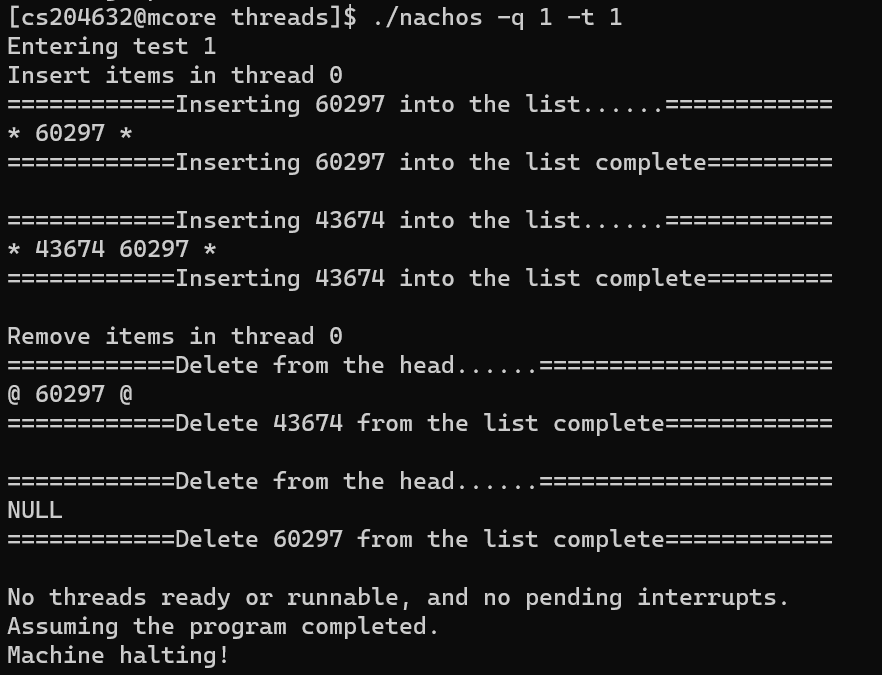 [cs204632@mcore threads]$ ./nachos -q 1 -t 1
Entering test 1
Insert items in thread 0
============Inserting 60297 into the list......============
* 60297 *
============Inserting 60297 into the list complete=========
============Inserting 43674 into the list......============
* 43674 60297 *
============Inserting 43674 into the list complete=========
Remove items in thread 0
============Delete from the head......=====================
@ 60297 @
============Delete 43674 from the list complete============
============Delete from the head......=====================
NULL
============Delete 60297 from the list complete============
No threads ready or runnable, and no pending interrupts.
Assuming the program completed.
Machine halting!